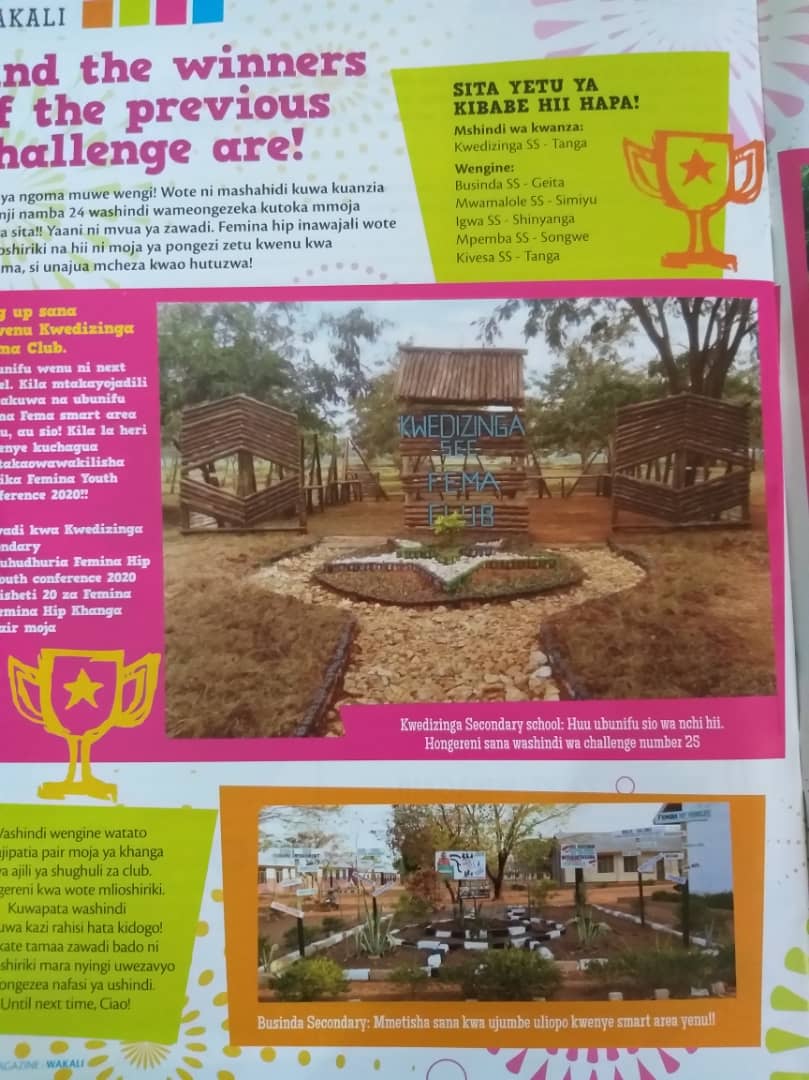 AKALI
nd the winners
f the previous
hallenge are!
ya ngoma muwe wengi! Wote ni mashahidi kuwa kuanzia
nji namba 24 washindi wameongezeka kutoka mmoja
a sita!! Yaani ni mvua ya zawadi. Femina hip inawajali wote
oshiriki na hii ni moja ya pongezi zetu kwenu kwa
ma, si unajua mcheza kwao hutuzwa!
SITA YETU YA
KIBABE HII HAPA!
Mshindi wa kwanza:
Kwedizinga SS - Tanga
Wengine:
Businda SS - Geita
Mwamalole SS - Simiyu
Igwa SS - Shinyanga
Mpemba SS - Songwe
Kivesa SS - Tanga
g up sana
wenu Kwedizinga
ma Club.
unifu wenu ni next
el. Kila mtakayojadili
akuwa na ubunifu
na Fema smart area
u, au sio! Kila la heri
enye kuchagua
takaowawakilisha
ika Femina Youth
ference 2020!!
vadi kwa Kwedizinga
ondary
uhudhuria Femina Hip
outh conference 2020
isheti 20 za Femina
emina Hip Khanga
air moja
KWEDIZINGA
SEC
FEMA
CLUB
Kwedizinga Secondary school: Huu ubunifu sio wa nchi hii.
Hongereni sana washindi wa challenge number 25
Washindi wengine watato
jipatia pair moja ya khanga
ya ajili ya shughuli za club.
gereni kwa wote mlioshiriki.
Kuwapata washindi
uwa kazi rahisi hata kidogo!
kate tamaa zawadi bado ni
shiriki mara nyingi uwezavyo
ongezea nafasi ya ushindi.
Until next time, Ciao!
Businda Secondary: Mmetisha sana kwa ujumbe uliopo kwenye smart area yenu!!
AGAZINE: WAKALI